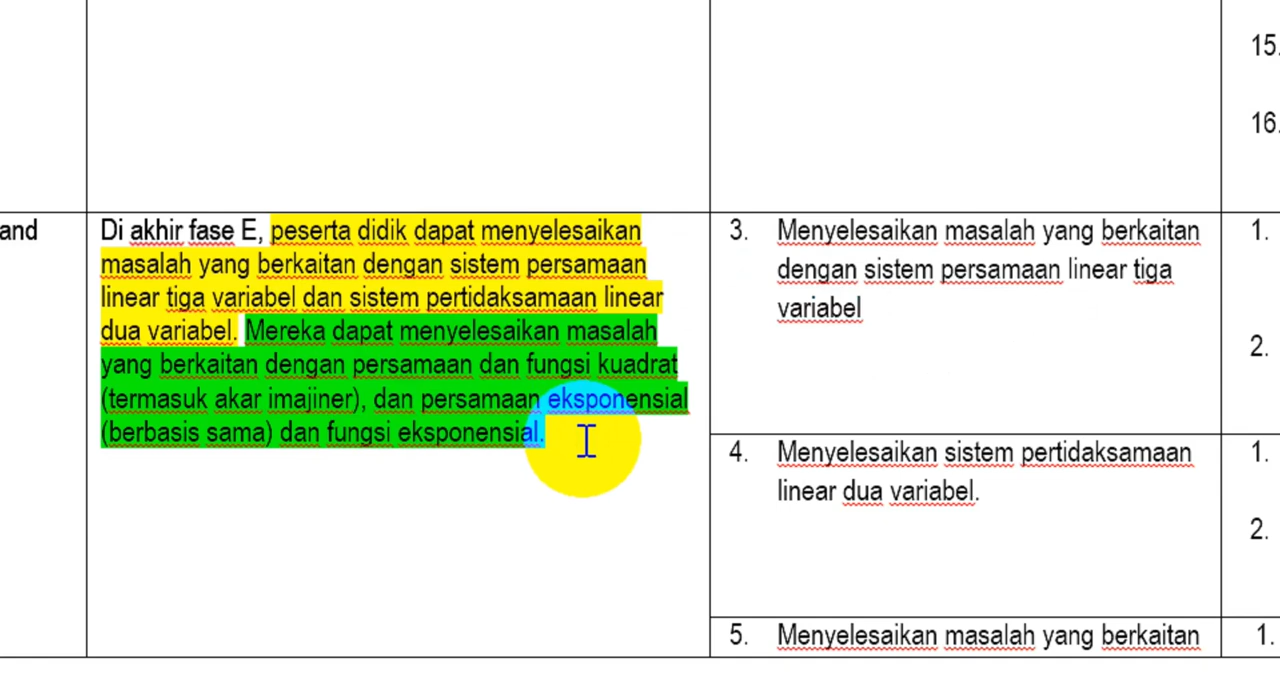 15.
16.
and
Di akhir fase E, peserta didik dapat menyelesaikan
masalah yang berkaitan dengan sistem persamaan
linear tiga variabel dan sistem pertidaksamaan linear
dua variabel. Mereka dapat menyelesaikan masalah
yang berkaitan dengan persamaan dan fungsi kuadrat
(termasuk akar imajiner), dan persamaan eksponensial
(berbasis sama) dan fungsi eksponensial.
3. Menyelesaikan masalah yang berkaitan
dengan sistem persamaan linear tiga
variabel
1.
2.
4. Menyelesaikan sistem pertidaksamaan
linear dua variabel.
1.
2.
5. Menyelesaikan masalah yang berkaitan
1.